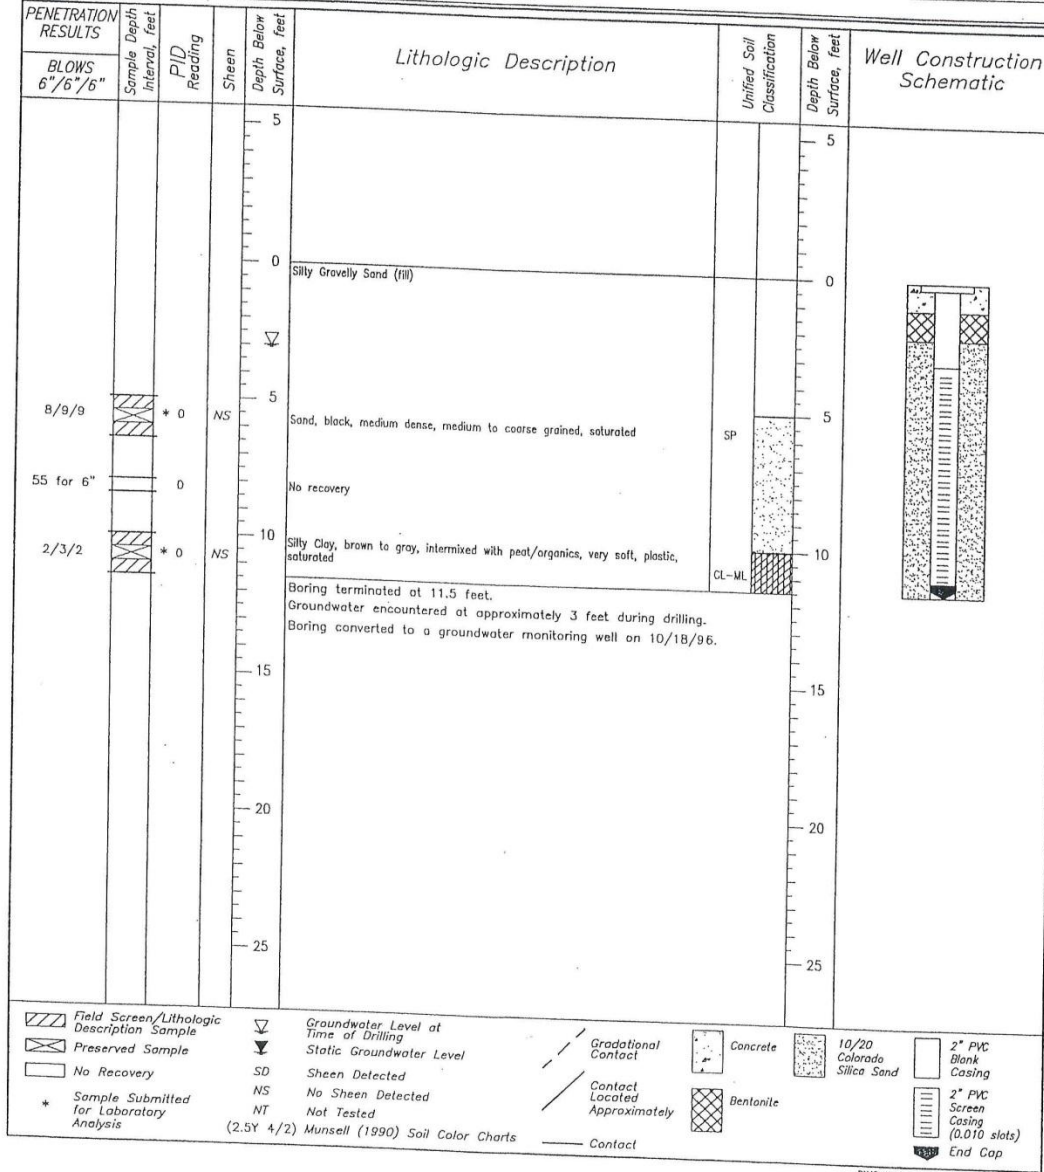 PENETRATION
RESULTS
BLOWS
6"/6"/6"
Sample Depth
Interval, feet
PID
Reading
Sheen
Depth Below
Surface, feet
Lithologic Description
Unified Soil
Classification
Depth Below
Surface, feet
Well Construction
Schematic
5
5
0
0
Silty Gravelly Sand (fill)
5
5
8/9/9
* 0
NS
Sand, black, medium dense, medium to coarse grained, saturated
SP
55 for 6"
0
No recovery
10
10
2/3/2
* 0
NS
Silty Clay, brown to gray, intermixed with peat/organics, very soft, plastic,
saturated
CL-ML
Boring terminated at 11.5 feet.
Groundwater encountered at approximately 3 feet during drilling.
Boring converted to a groundwater monitoring well on 10/18/96.
15
15
20
20
25
25
Field Screen/Lithologic
Description Sample
Preserved Sample
No Recovery
* Sample Submitted
for Laboratory
Analysis
Groundwater Level at
Time of Drilling
Static Groundwater Level
SD Sheen Detected
NS No Sheen Detected
NT Not Tested
(2.5Y 4/2) Munsell (1990) Soil Color Charts
Gradational
Contact
Contact
Located
Approximately
Contact
Concrete
Bentonite
10/20
Colorado
Silica Sand
2" PVC
Blank
Casing
2" PVC
Screen
Casing
(0.010 slots)
End Cap